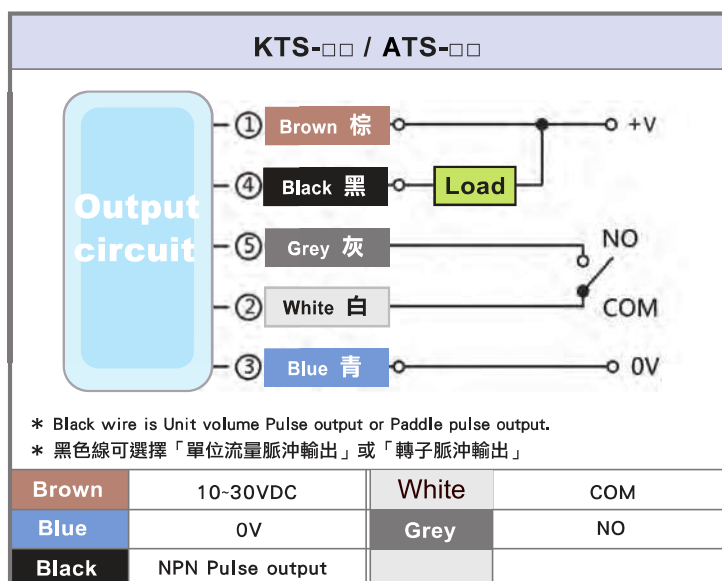 KTS-□□ / ATS-□□
Output
circuit
① Brown 棕
+V
④ Black 黑
Load
⑤ Grey 灰
NO
② White 白
COM
③ Blue 青
0V
* Black wire is Unit volume Pulse output or Paddle pulse output.
* 黑色線可選擇「單位流量脈沖輸出」或「轉子脈沖輸出」
Brown 10~30VDC White COM
Blue 0V Grey NO
Black NPN Pulse output